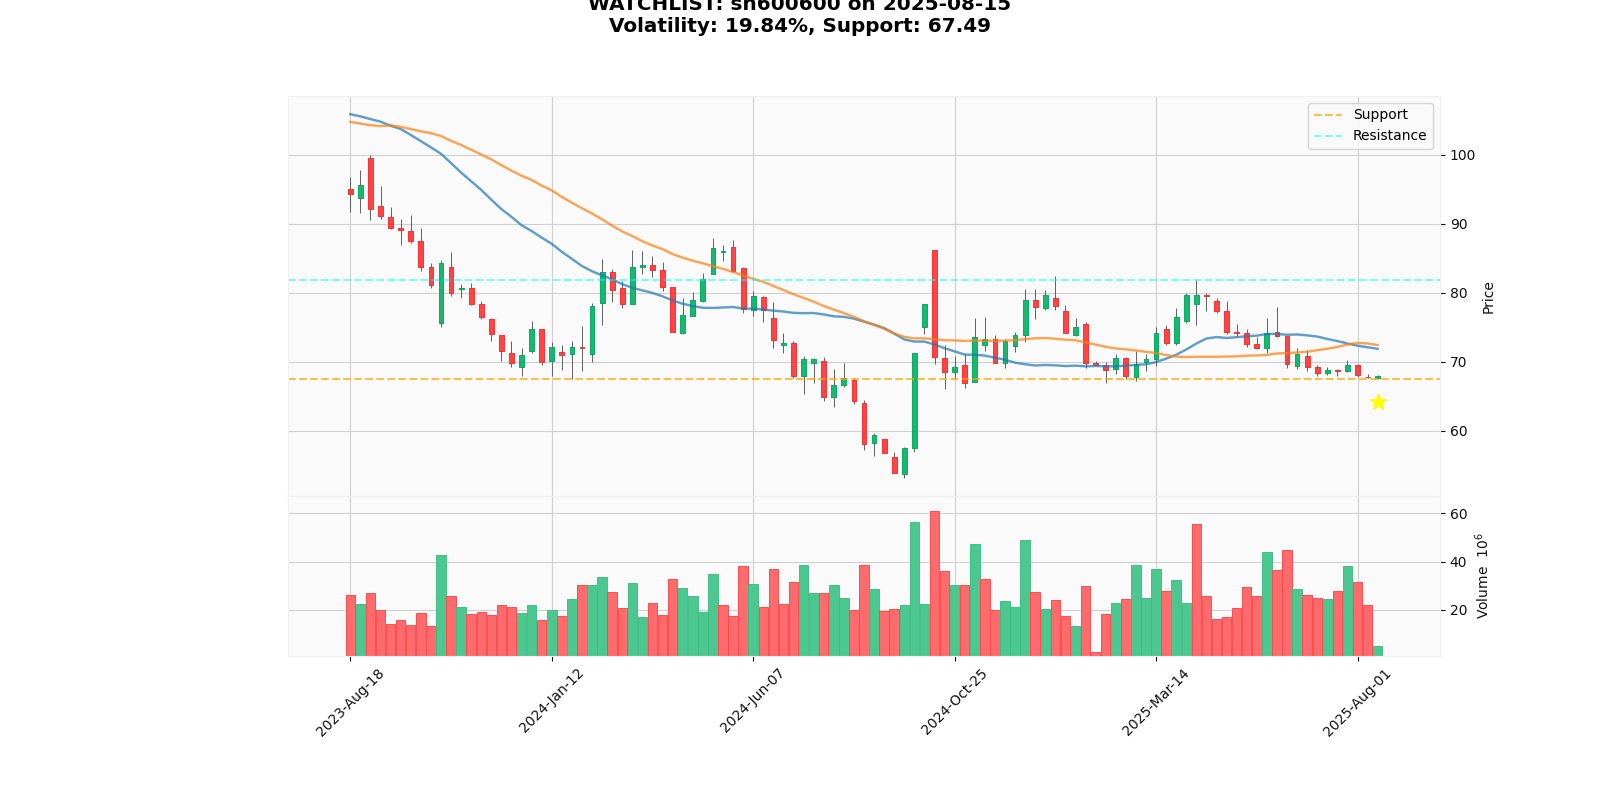 WATCHLIST: sh600600 on 2025-08-15
Volatility: 19.84%, Support: 67.49
Support
Resistance
100
90
80
70
60
Price
60
40
20
Volume 10^6
2023-Aug-18
2024-Jan-12
2024-Jun-07
2024-Oct-25
2025-Mar-14
2025-Aug-01